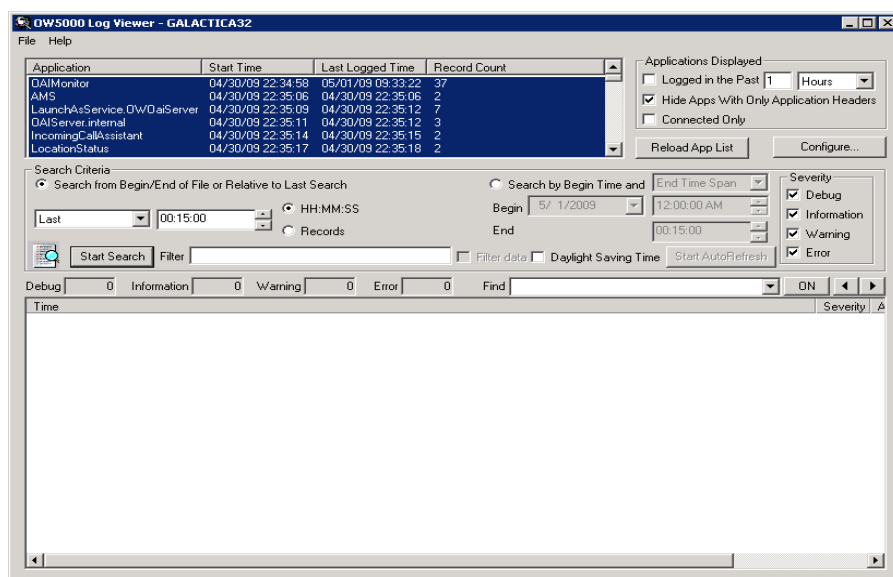 OW5000 Log Viewer - GALACTICA32
File Help
Application Start Time Last Logged Time Record Count
OAIMonitor 04/30/09 22:34:58 05/01/09 09:33:22 37
AMS 04/30/09 22:35:06 04/30/09 22:35:06 2
LaunchAsService.OWOaiServer 04/30/09 22:35:09 04/30/09 22:35:12 7
OAIServer.internal 04/30/09 22:35:11 04/30/09 22:35:12 3
IncomingCallAssistant 04/30/09 22:35:14 04/30/09 22:35:15 2
LocationStatus 04/30/09 22:35:17 04/30/09 22:35:18 2
Applications Displayed
Logged in the Past 1 Hours
Hide Apps With Only Application Headers
Connected Only
Reload App List Configure...
Search Criteria
Search from Begin/End of File or Relative to Last Search
Last 00:15:00 HH:MM:SS
Records
Search by Begin Time and End Time Span
Begin 5/ 1/2009 12:00:00 AM
End 00:15:00
Severity
Debug
Information
Warning
Error
Start Search Filter Filter data Daylight Saving Time Start AutoRefresh
Debug 0 Information 0 Warning 0 Error 0 Find ON
Time Severity A